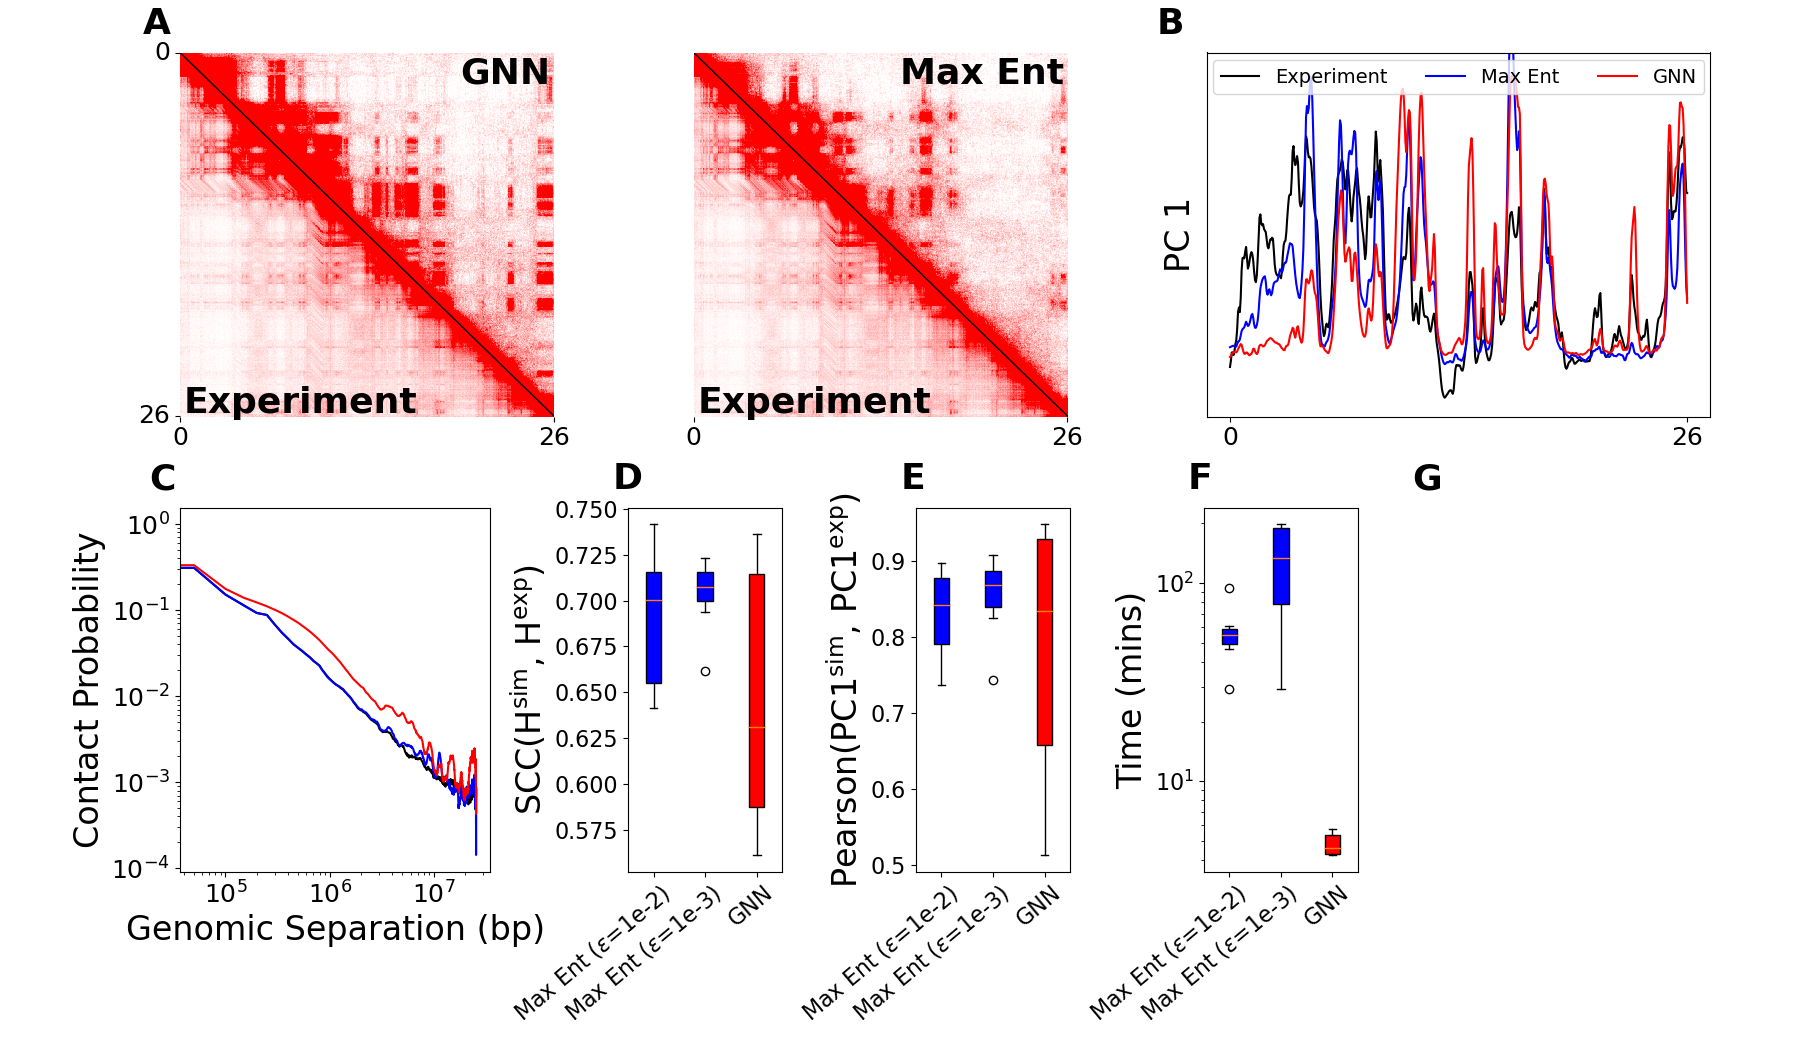 A
B
0
GNN
Max Ent
Experiment
Max Ent
GNN
PC 1
Experiment
Experiment
26
0
26
0
26
0
26
C
D
E
F
G
10⁰
10⁻¹
10⁻²
10⁻³
10⁻⁴
Contact Probability
10⁵
10⁶
10⁷
Genomic Separation (bp)
0.750
0.725
0.700
0.675
0.650
0.625
0.600
0.575
SCC(Hˢⁱᵐ, Hᵉˣᵖ)
Max Ent (ε=1e-2)
Max Ent (ε=1e-3)
GNN
0.9
0.8
0.7
0.6
0.5
Pearson(PC1ˢⁱᵐ, PC1ᵉˣᵖ)
Max Ent (ε=1e-2)
Max Ent (ε=1e-3)
GNN
10²
10¹
Time (mins)
Max Ent (ε=1e-2)
Max Ent (ε=1e-3)
GNN